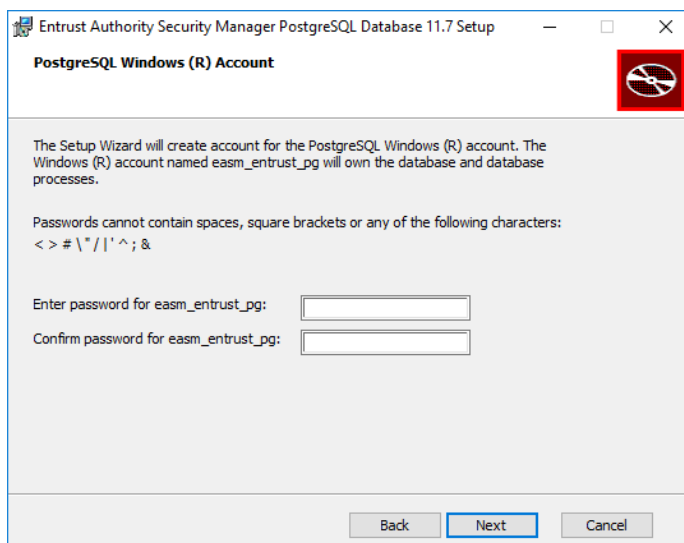 Entrust Authority Security Manager PostgreSQL Database 11.7 Setup
PostgreSQL Windows (R) Account
The Setup Wizard will create account for the PostgreSQL Windows (R) account. The
Windows (R) account named easm_entrust_pg will own the database and database
processes.
Passwords cannot contain spaces, square brackets or any of the following characters:
< > # \ " / | ' ^ ; &
Enter password for easm_entrust_pg:
Confirm password for easm_entrust_pg:
Back Next Cancel